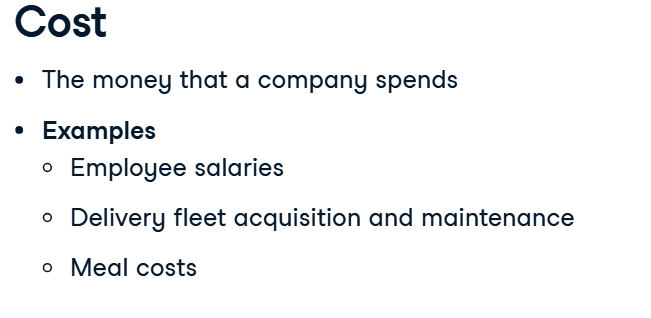 Cost
• The money that a company spends
• Examples
◦ Employee salaries
◦ Delivery fleet acquisition and maintenance
◦ Meal costs